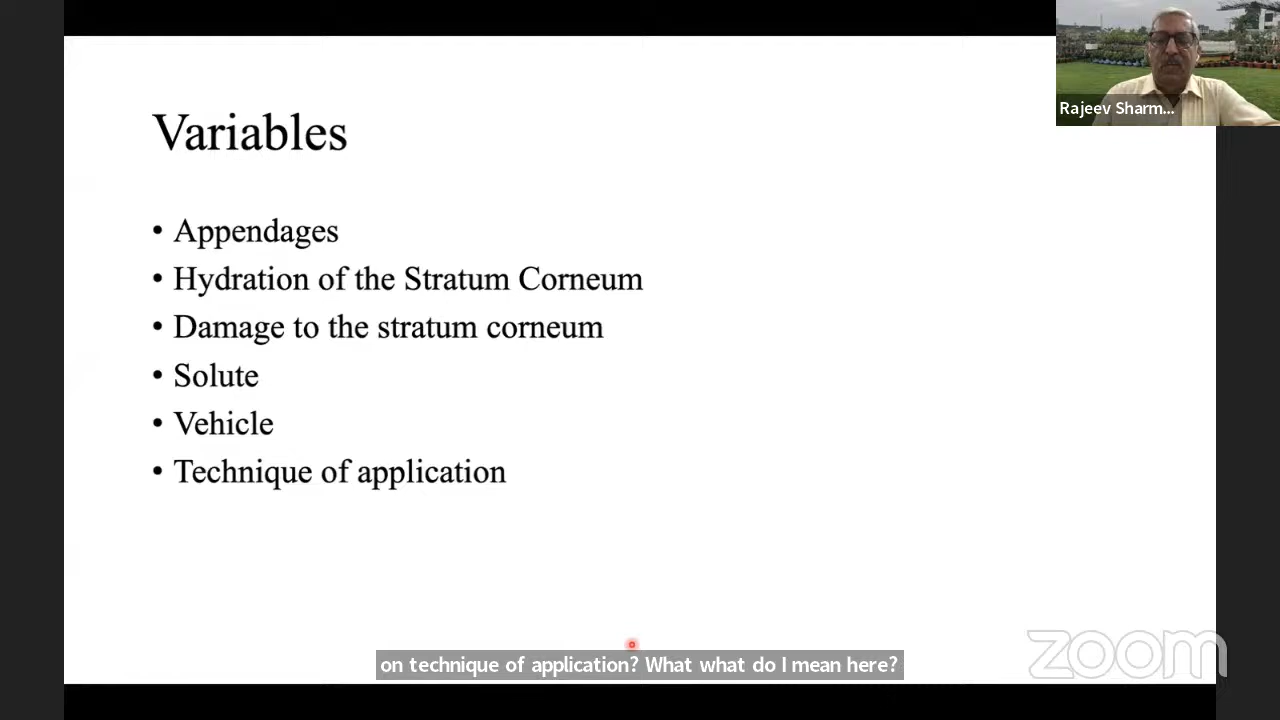 Rajeev Sharm...
Variables
• Appendages
• Hydration of the Stratum Corneum
• Damage to the stratum corneum
• Solute
• Vehicle
• Technique of application
zoom
on technique of application? What what do I mean here?